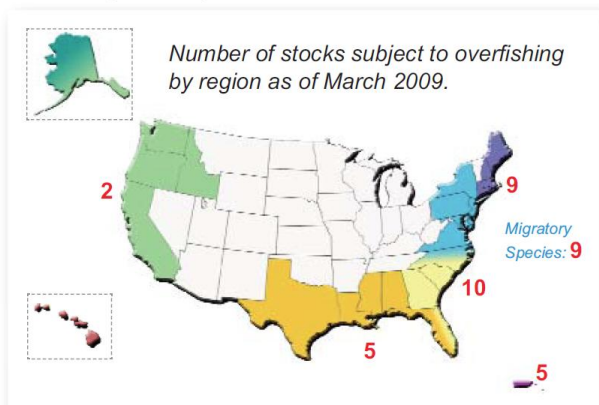 Number of stocks subject to overfishing
by region as of March 2009.
2
9
Migratory
Species: 9
10
5
5